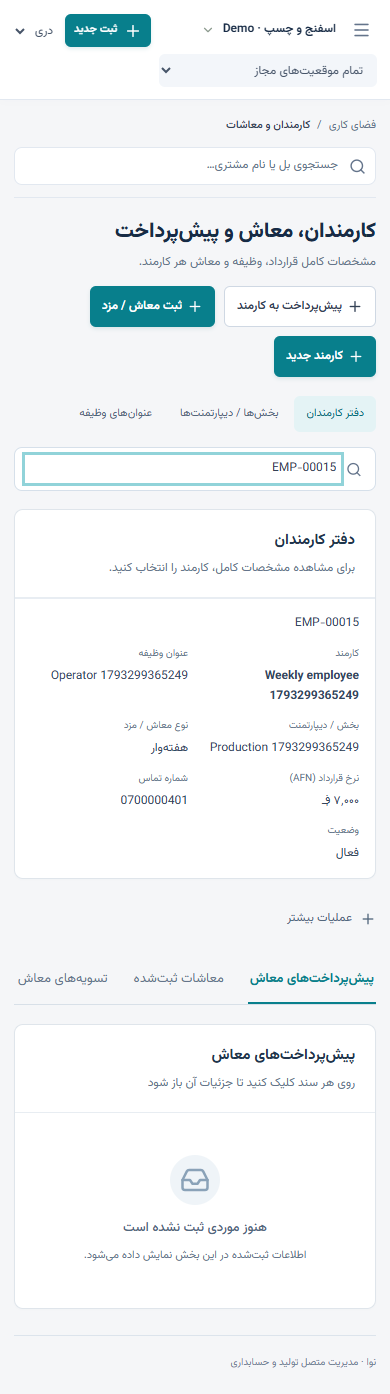 اسفنج و چسپ · Demo
ثبت جدید
دری
تمام موقعیت‌های مجاز
فضای کاری / کارمندان و معاشات
جستجوی بل یا نام مشتری...
کارمندان، معاش و پیش‌پرداخت
مشخصات کامل قرارداد، وظیفه و معاش هر کارمند.
پیش‌پرداخت به کارمند
ثبت معاش / مزد
کارمند جدید
دفتر کارمندان
بخش‌ها / دیپارتمنت‌ها
عنوان‌های وظیفه
EMP-00015
دفتر کارمندان
برای مشاهده مشخصات کامل، کارمند را انتخاب کنید.
EMP-00015
کارمند
Weekly employee
1793299365249
عنوان وظیفه
Operator 1793299365249
بخش / دیپارتمنت
Production 1793299365249
نوع معاش / مزد
هفته‌وار
نرخ قرارداد (AFN)
۷٬۰۰۰ ؋
شماره تماس
0700000401
وضعیت
فعال
عملیات بیشتر
پیش‌پرداخت‌های معاش
معاشات ثبت‌شده
تسویه‌های معاش
پیش‌پرداخت‌های معاش
روی هر سند کلیک کنید تا جزئیات آن باز شود
هنوز موردی ثبت نشده است
اطلاعات ثبت‌شده در این بخش نمایش داده می‌شود.
نوا · مدیریت متصل تولید و حسابداری